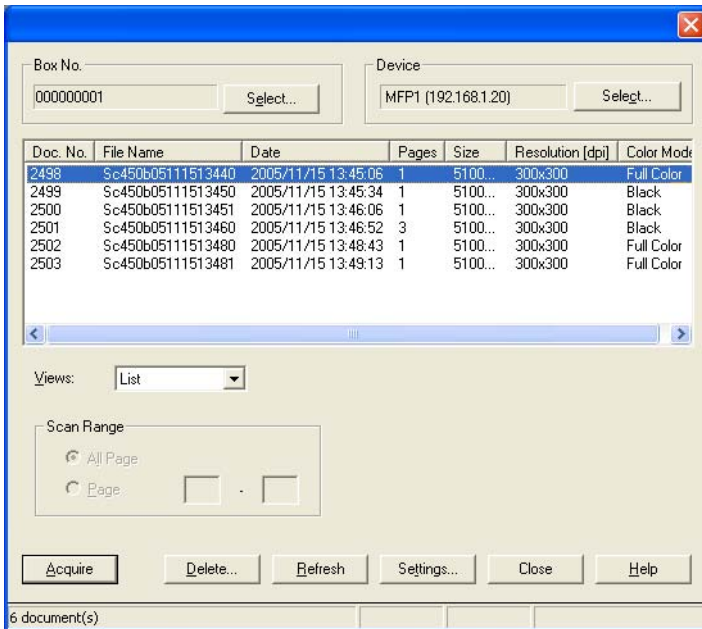 Box No.
000000001
Select...
Device
MFP1 (192.168.1.20)
Select...
Doc. No. File Name Date Pages Size Resolution [dpi] Color Mode
2498 Sc450b05111513440 2005/11/15 13:45:06 1 5100... 300x300 Full Color
2499 Sc450b05111513450 2005/11/15 13:45:34 1 5100... 300x300 Black
2500 Sc450b05111513451 2005/11/15 13:46:06 1 5100... 300x300 Black
2501 Sc450b05111513460 2005/11/15 13:46:52 3 5100... 300x300 Black
2502 Sc450b05111513480 2005/11/15 13:48:43 1 5100... 300x300 Full Color
2503 Sc450b05111513481 2005/11/15 13:49:13 1 5100... 300x300 Full Color
Views: List
Scan Range
All Page
Page -
Acquire Delete... Refresh Settings... Close Help
6 document(s)